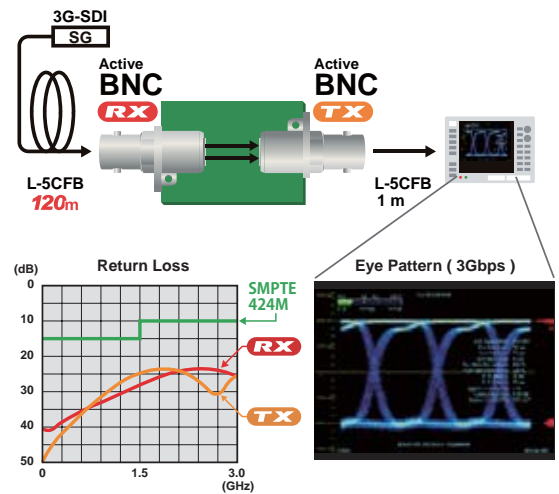 3G-SDI
SG
Active
BNC
RX
Active
BNC
TX
L-5CFB
120m
L-5CFB
1 m
Return Loss
(dB)
0
10
20
30
40
50
0
1.5
3.0
(GHz)
SMPTE
424M
RX
TX
Eye Pattern ( 3Gbps )